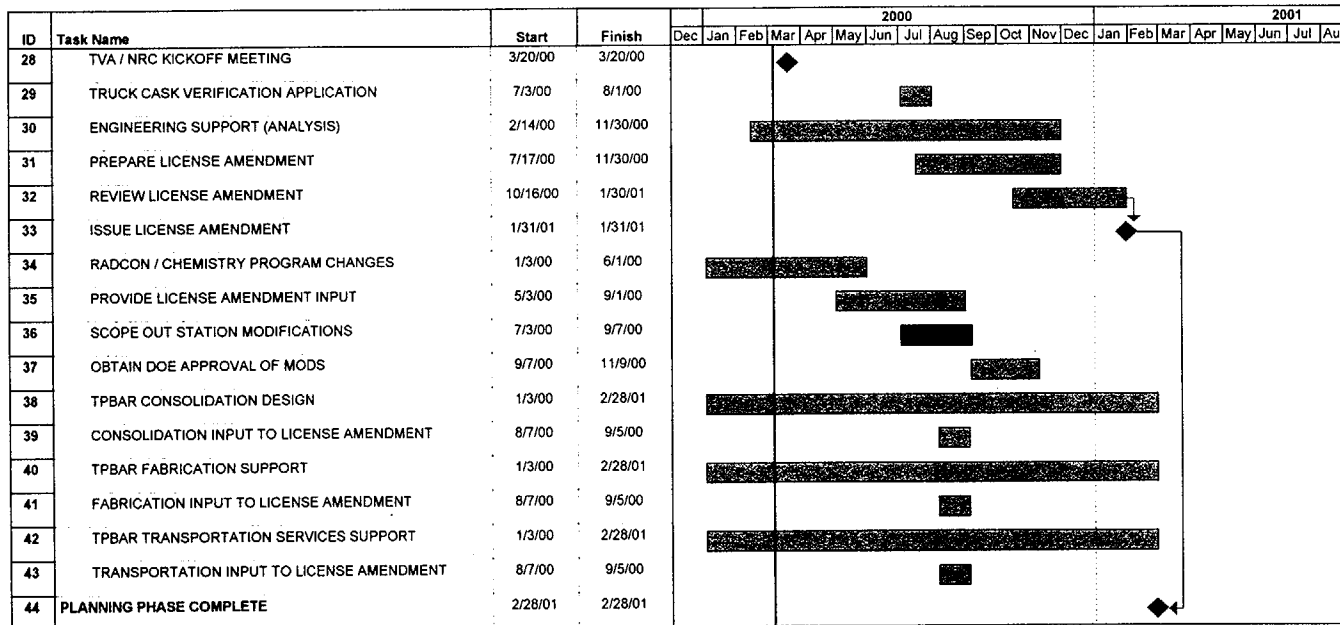 2000 2001
ID Task Name Start Finish Dec Jan Feb Mar Apr May Jun Jul Aug Sep Oct Nov Dec Jan Feb Mar Apr May Jun Jul Au
28 TVA / NRC KICKOFF MEETING 3/20/00 3/20/00
29 TRUCK CASK VERIFICATION APPLICATION 7/3/00 8/1/00
30 ENGINEERING SUPPORT (ANALYSIS) 2/14/00 11/30/00
31 PREPARE LICENSE AMENDMENT 7/17/00 11/30/00
32 REVIEW LICENSE AMENDMENT 10/16/00 1/30/01
33 ISSUE LICENSE AMENDMENT 1/31/01 1/31/01
34 RADCON / CHEMISTRY PROGRAM CHANGES 1/3/00 6/1/00
35 PROVIDE LICENSE AMENDMENT INPUT 5/3/00 9/1/00
36 SCOPE OUT STATION MODIFICATIONS 7/3/00 9/7/00
37 OBTAIN DOE APPROVAL OF MODS 9/7/00 11/9/00
38 TPBAR CONSOLIDATION DESIGN 1/3/00 2/28/01
39 CONSOLIDATION INPUT TO LICENSE AMENDMENT 8/7/00 9/5/00
40 TPBAR FABRICATION SUPPORT 1/3/00 2/28/01
41 FABRICATION INPUT TO LICENSE AMENDMENT 8/7/00 9/5/00
42 TPBAR TRANSPORTATION SERVICES SUPPORT 1/3/00 2/28/01
43 TRANSPORTATION INPUT TO LICENSE AMENDMENT 8/7/00 9/5/00
44 PLANNING PHASE COMPLETE 2/28/01 2/28/01